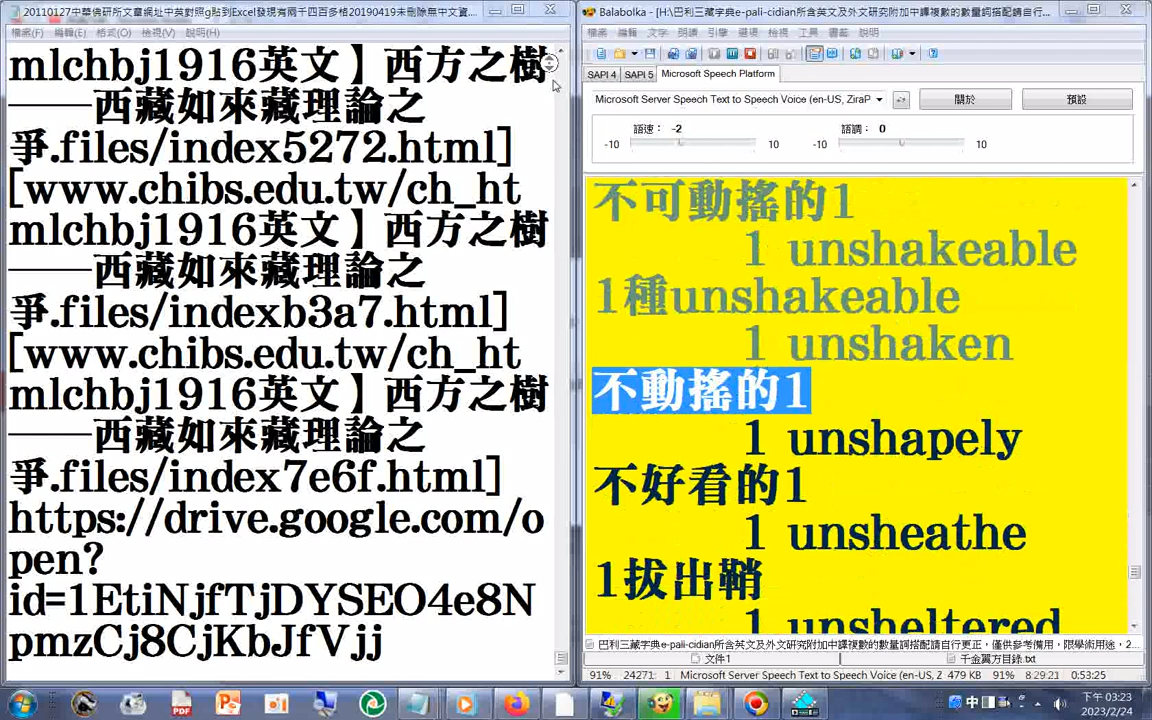 20110127中華佛研所文章網址中英對照g點到Excel發現有兩千四百多格20190419未刪除無中文資...
檔案(F) 編輯(E) 格式(O) 檢視(V) 說明(H)
mlchbj1916英文】西方之樹
——西藏如來藏理論之
爭.files/index5272.html]
[www.chibs.edu.tw/ch_ht
mlchbj1916英文】西方之樹
——西藏如來藏理論之
爭.files/indexb3a7.html]
[www.chibs.edu.tw/ch_ht
mlchbj1916英文】西方之樹
——西藏如來藏理論之
爭.files/index7e6f.html]
https://drive.google.com/o
pen?
id=1EtiNjfTjDYSEO4e8N
pmzCj8CjKbJfVjj
Balabolka - [H:\巴利三藏字典e-pali-cidian所含英文及外文研究附加中譯複數的數量詞搭配請自行更正,...
檔案 編輯 文字 朗讀 引擎 選項 檢視 工具 書籤 說明
SAPI 4 SAPI 5 Microsoft Speech Platform
Microsoft Server Speech Text to Speech Voice (en-US, ZiraP
關於 預設
語速： -2 語調： 0
-10 10 -10 10
不可動搖的1
1 unshakeable
1種unshakeable
1 unshaken
不動搖的1
1 unshapely
不好看的1
1 unsheathe
1拔出鞘
1 unsheltered
巴利三藏字典e-pali-cidian所含英文及外文研究附加中譯複數的數量詞搭配請自行更正，僅供參考備用，限學術用途，2...
文件1 千金翼方目錄.txt
91% 24271: 1 Microsoft Server Speech Text to Speech Voice 479 KB 91% 8:29:21 0:53:25
中
下午 03:23
2023/2/24